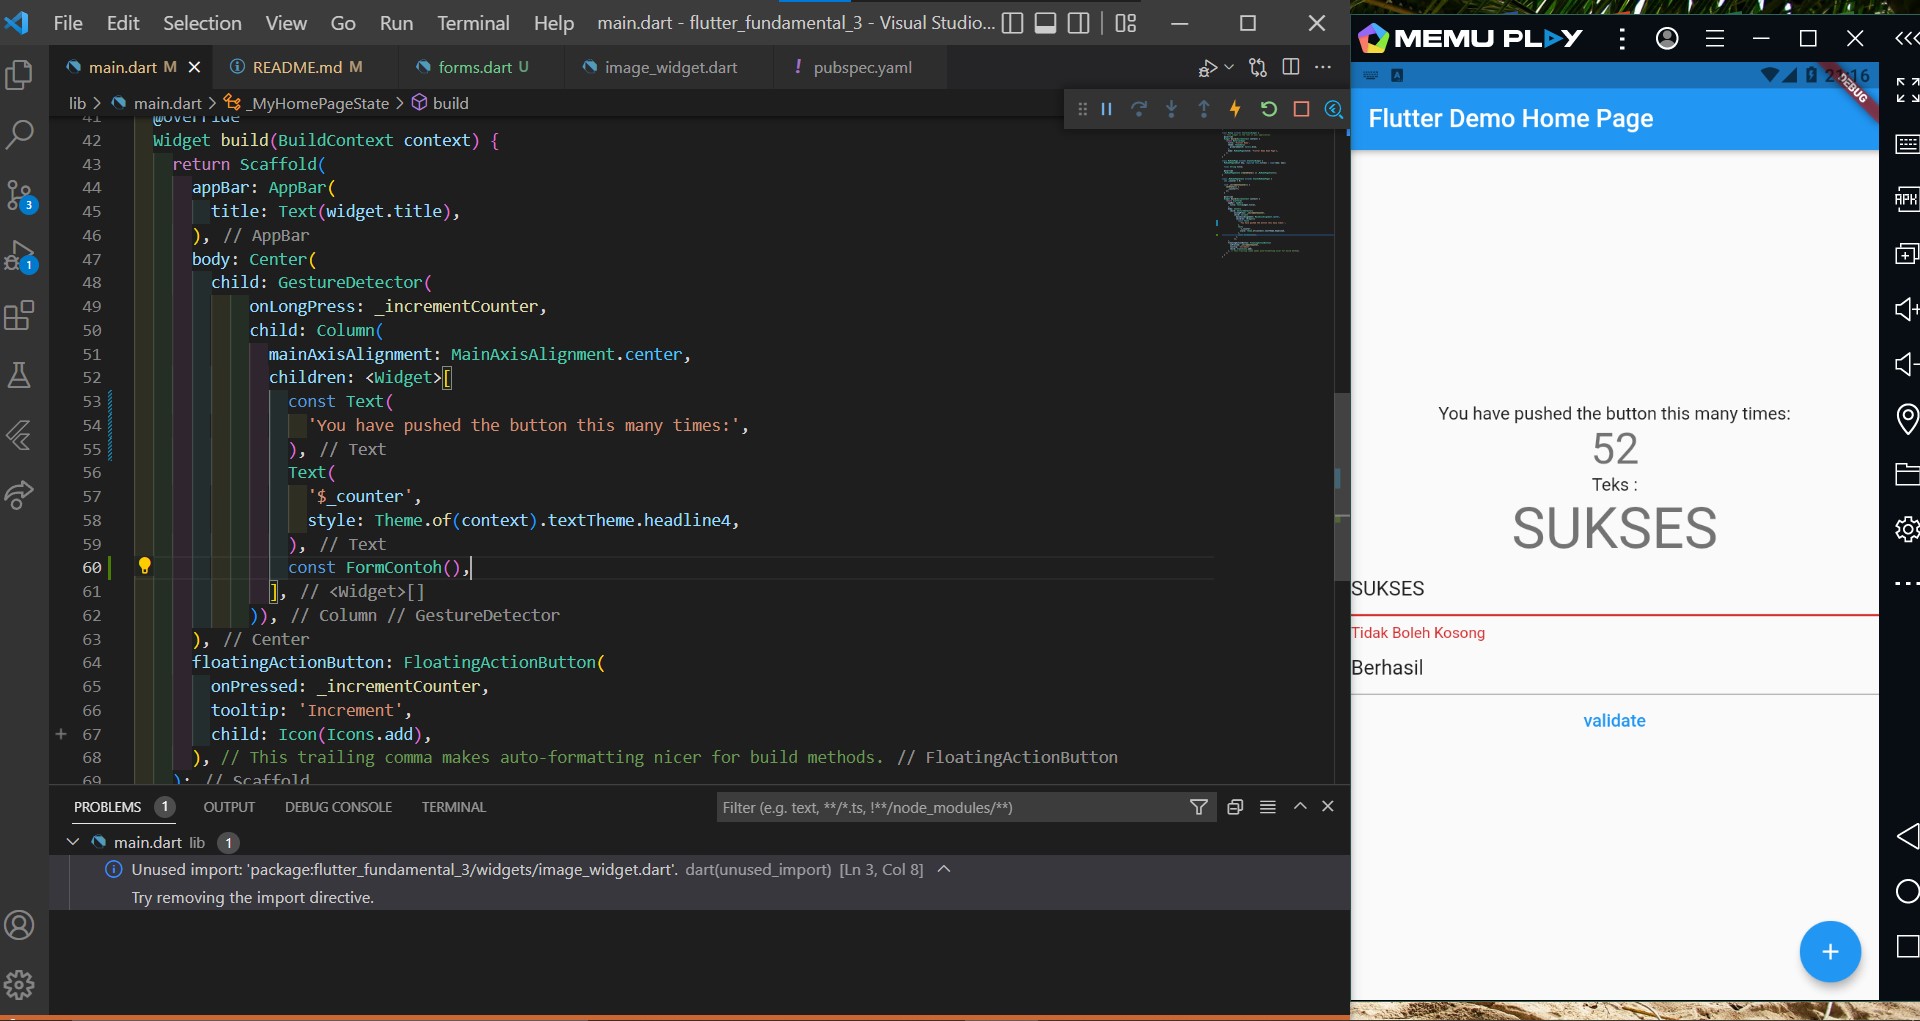 File Edit Selection View Go Run Terminal Help main.dart - flutter_fundamental_3 - Visual Studio...
main.dart M README.md M forms.dart U image_widget.dart ! pubspec.yaml
lib > main.dart > _MyHomePageState > build
41 @override
42 Widget build(BuildContext context) {
43 return Scaffold(
44 appBar: AppBar(
45 title: Text(widget.title),
46 ), // AppBar
47 body: Center(
48 child: GestureDetector(
49 onLongPress: _incrementCounter,
50 child: Column(
51 mainAxisAlignment: MainAxisAlignment.center,
52 children: <Widget>[
53 const Text(
54 'You have pushed the button this many times:',
55 ), // Text
56 Text(
57 '$_counter',
58 style: Theme.of(context).textTheme.headline4,
59 ), // Text
60 const FormContoh(),
61 ], // <Widget>[]
62 )), // Column // GestureDetector
63 ), // Center
64 floatingActionButton: FloatingActionButton(
65 onPressed: _incrementCounter,
66 tooltip: 'Increment',
67 child: Icon(Icons.add),
68 ), // This trailing comma makes auto-formatting nicer for build methods. // FloatingActionButton
69 ); // Scaffold
3
1
PROBLEMS 1 OUTPUT DEBUG CONSOLE TERMINAL Filter (e.g. text, **/*.ts, !**/node_modules/**)
main.dart lib 1
Unused import: 'package:flutter_fundamental_3/widgets/image_widget.dart'. dart(unused_import) [Ln 3, Col 8]
Try removing the import directive.
MEMU PLAY
A
DEBUG
Flutter Demo Home Page
You have pushed the button this many times:
52
Teks :
SUKSES
SUKSES
Tidak Boleh Kosong
Berhasil
validate
+
APK